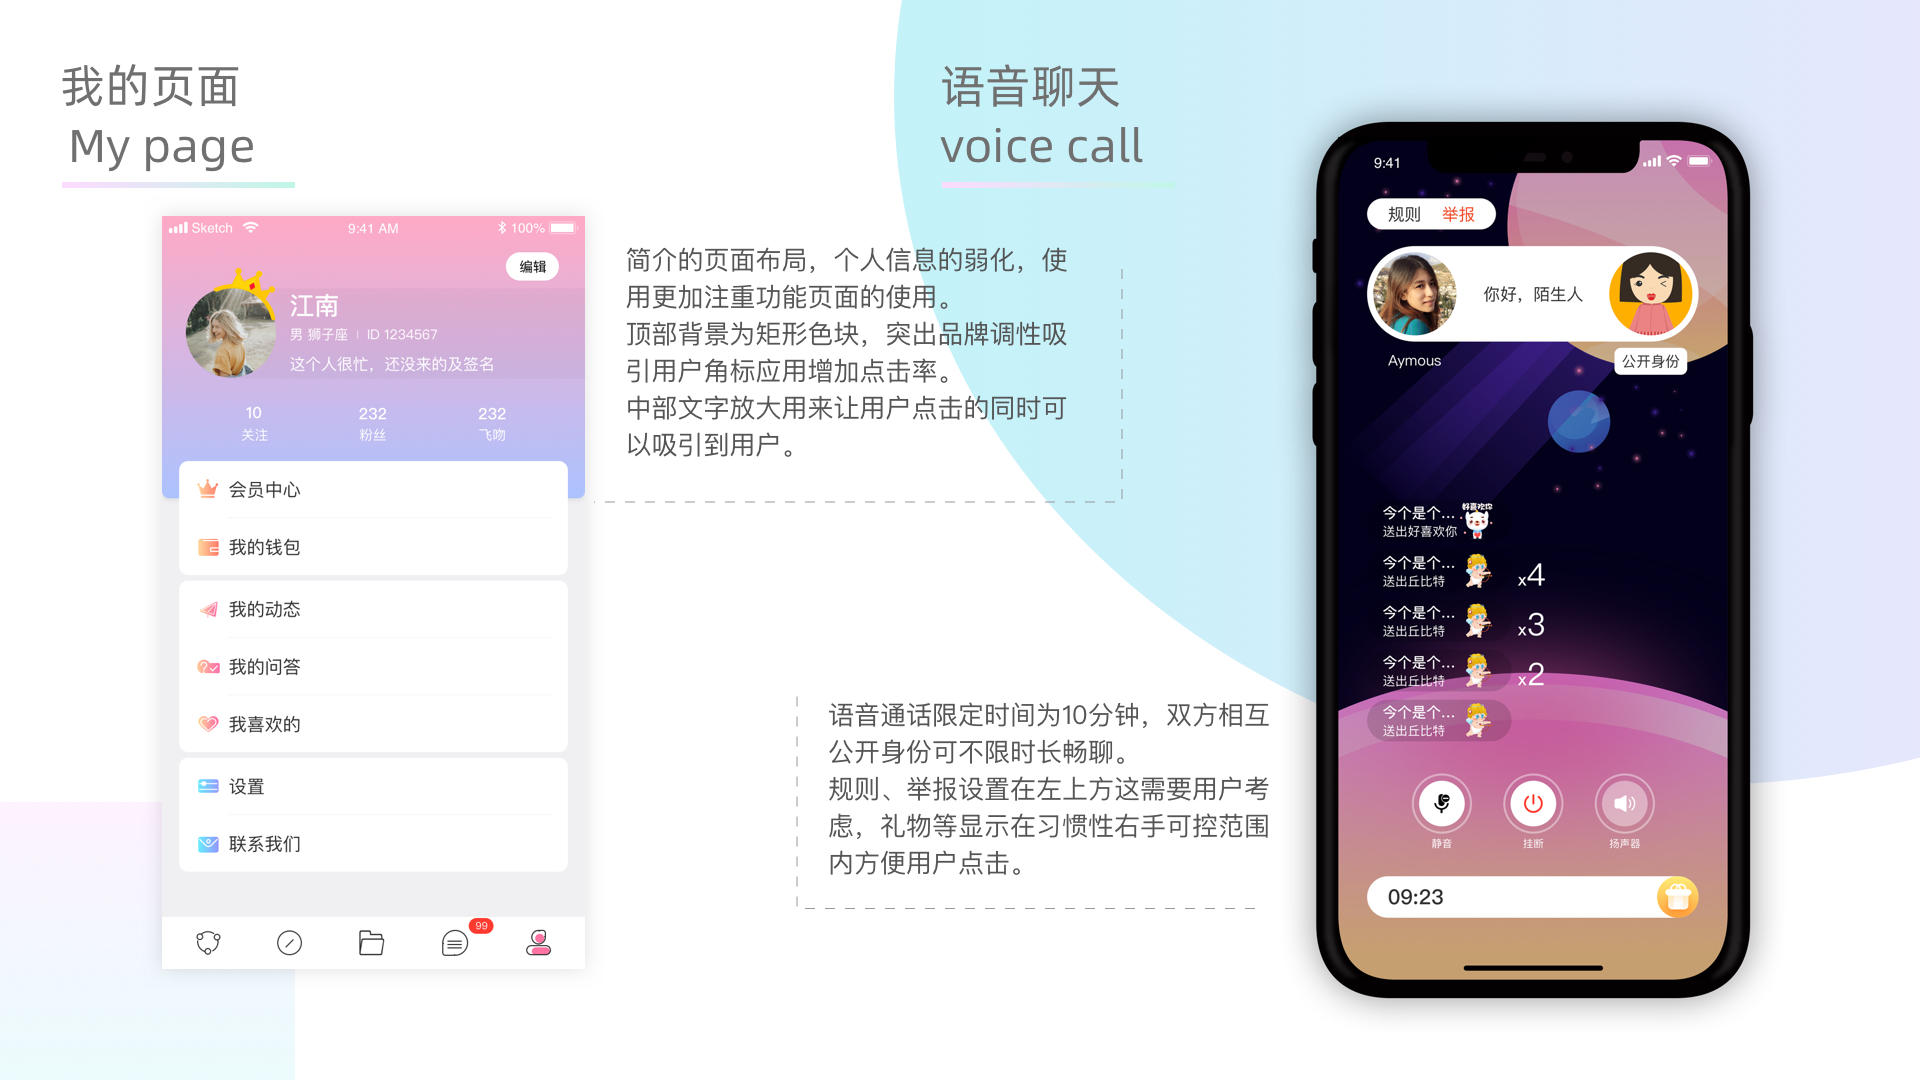 我的页面
My page
Sketch 9:41 AM 100%
编辑
江南
男 狮子座 | ID 1234567
这个人很忙，还没来的及签名
10 232 232
关注 粉丝 飞吻
会员中心
我的钱包
我的动态
我的问答
我喜欢的
设置
联系我们
99
简介的页面布局，个人信息的弱化，使
用更加注重功能页面的使用。
顶部背景为矩形色块，突出品牌调性吸
引用户角标应用增加点击率。
中部文字放大用来让用户点击的同时可
以吸引到用户。
语音聊天
voice call
语音通话限定时间为10分钟，双方相互
公开身份可不限时长畅聊。
规则、举报设置在左上方这需要用户考
虑，礼物等显示在习惯性右手可控范围
内方便用户点击。
9:41
规则 举报
你好，陌生人
Aymous 公开身份
今个是个... 好喜欢你
送出好喜欢你
今个是个...
送出丘比特 x4
今个是个...
送出丘比特 x3
今个是个...
送出丘比特 x2
今个是个...
送出丘比特
静音 挂断 扬声器
09:23